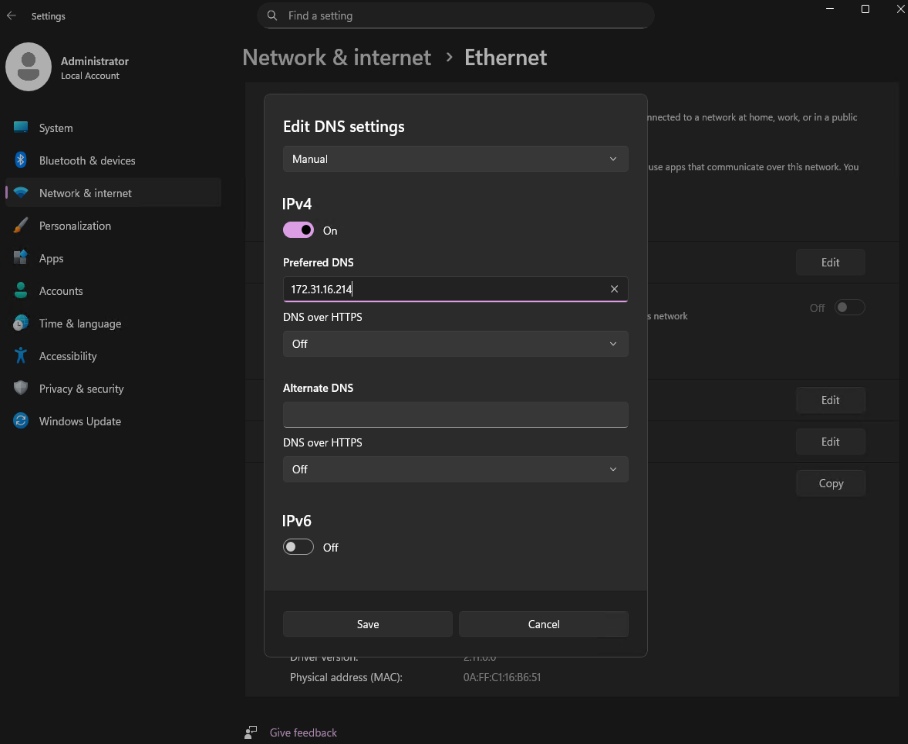 Settings
Find a setting
Administrator
Local Account
System
Bluetooth & devices
Network & internet
Personalization
Apps
Accounts
Time & language
Accessibility
Privacy & security
Windows Update
Network & internet > Ethernet
nnected to a network at home, work, or in a public
use apps that communicate over this network. You
Edit
s network
Off
Edit
Edit
Copy
Edit DNS settings
Manual
IPv4
On
Preferred DNS
172.31.16.214
DNS over HTTPS
Off
Alternate DNS
DNS over HTTPS
Off
IPv6
Off
Save
Cancel
Driver version:
Physical address (MAC): 0A:FF:C1:16:B6:51
Give feedback